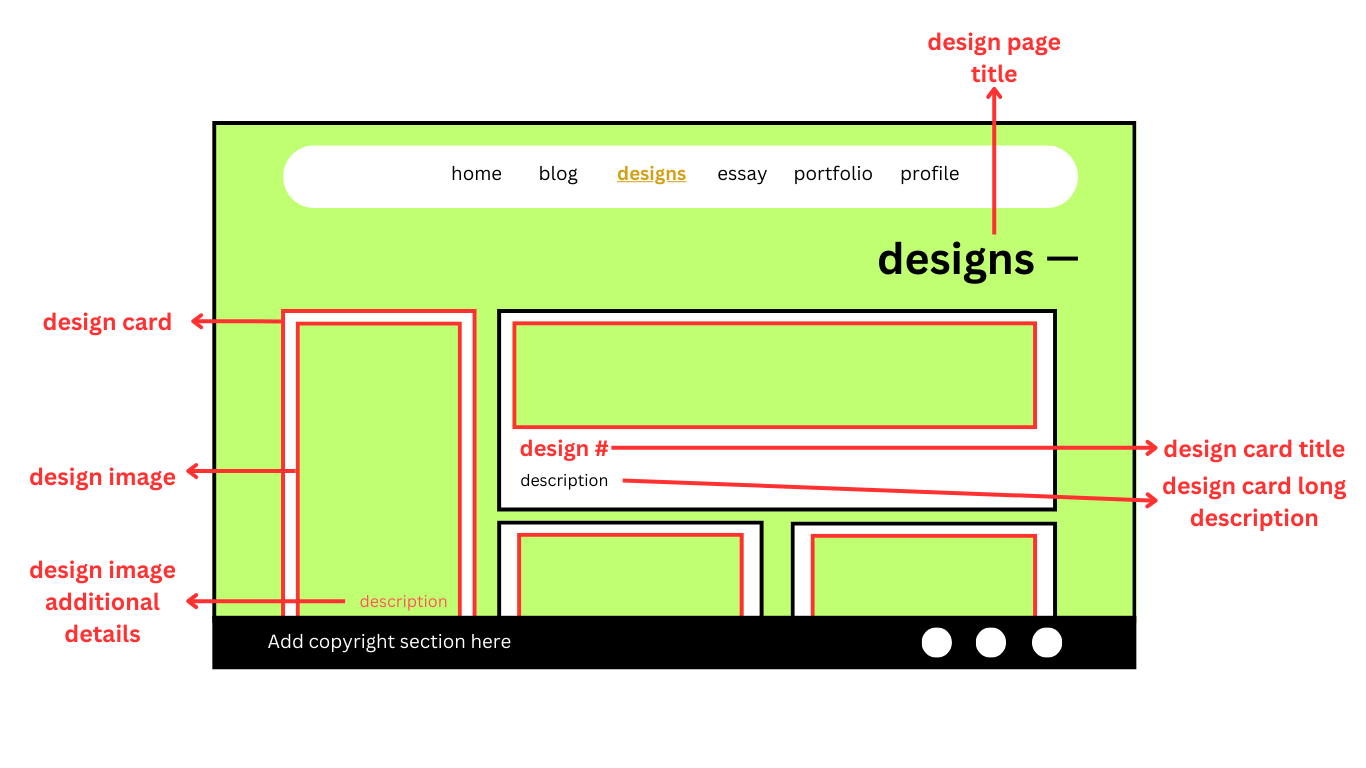 design page
title
home blog designs essay portfolio profile
designs —
design card
design image
design image
additional
details
description
design #
description
design card title
design card long
description
Add copyright section here